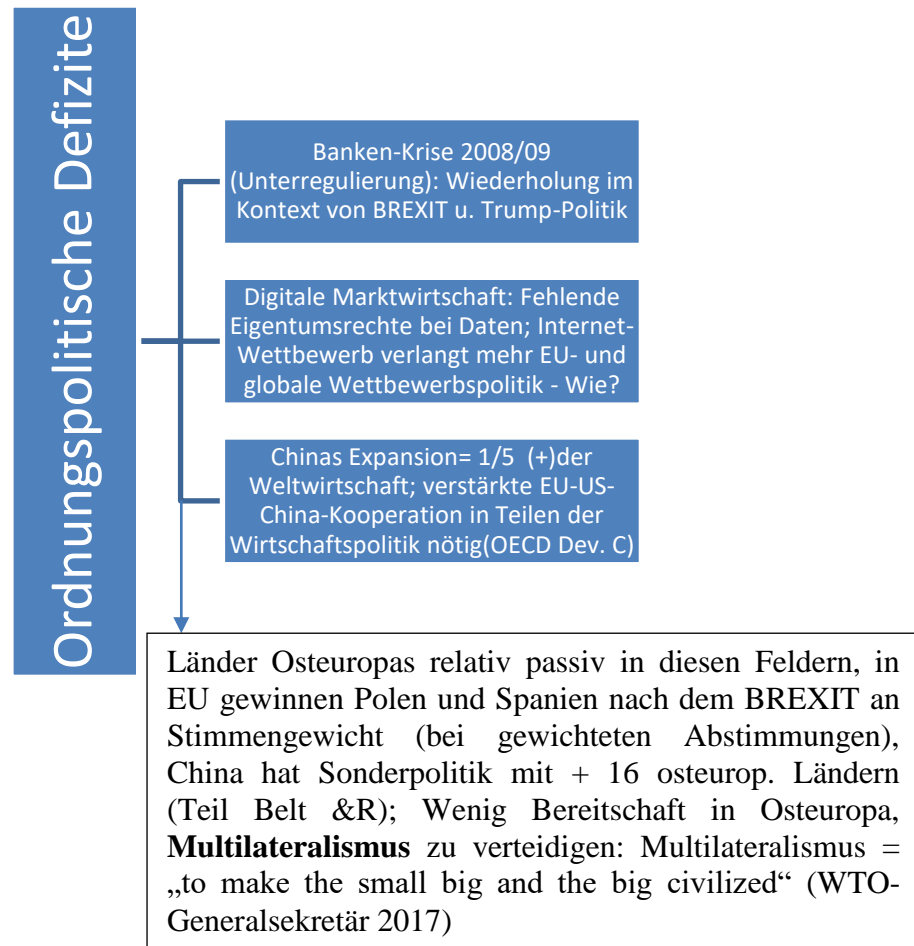 Ordnungspolitische Defizite
Banken-Krise 2008/09
(Unterregulierung): Wiederholung im
Kontext von BREXIT u. Trump-Politik
Digitale Marktwirtschaft: Fehlende
Eigentumsrechte bei Daten; Internet-
Wettbewerb verlangt mehr EU- und
globale Wettbewerbspolitik - Wie?
Chinas Expansion= 1/5 (+)der
Weltwirtschaft; verstärkte EU-US-
China-Kooperation in Teilen der
Wirtschaftspolitik nötig(OECD Dev. C)
Länder Osteuropas relativ passiv in diesen Feldern, in
EU gewinnen Polen und Spanien nach dem BREXIT an
Stimmengewicht (bei gewichteten Abstimmungen),
China hat Sonderpolitik mit + 16 osteurop. Ländern
(Teil Belt &R); Wenig Bereitschaft in Osteuropa,
Multilateralismus zu verteidigen: Multilateralismus =
„to make the small big and the big civilized“ (WTO-
Generalsekretär 2017)